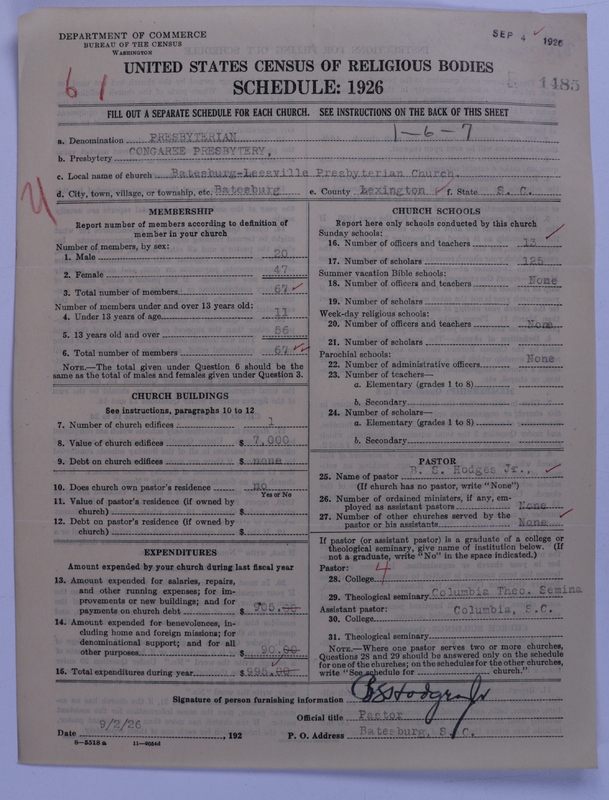 DEPARTMENT OF COMMERCE
BUREAU OF THE CENSUS
WASHINGTON
SEP 4 1926
UNITED STATES CENSUS OF RELIGIOUS BODIES
SCHEDULE: 1926
1485
6 1
FILL OUT A SEPARATE SCHEDULE FOR EACH CHURCH. SEE INSTRUCTIONS ON THE BACK OF THIS SHEET
1-6-7
a. Denomination PRESBYTERIAN
b. Presbytery CONGAREE PRESBYTERY,
c. Local name of church Batesburg-Leesville Presbyterian Church.
d. City, town, village, or township, etc. Batesburg e. County Lexington f. State S. C.
MEMBERSHIP
Report number of members according to definition of
member in your church
Number of members, by sex:
1. Male 20
2. Female 47
3. Total number of members 67
Number of members under and over 13 years old:
4. Under 13 years of age 11
5. 13 years old and over 56
6. Total number of members 67
NOTE.—The total given under Question 6 should be
same as the total of males and females given under Question 3.
CHURCH BUILDINGS
See instructions, paragraphs 10 to 12
7. Number of church edifices 1
8. Value of church edifices $ 7,000
9. Debt on church edifices $ none
10. Does church own pastor's residence no
Yes or No
11. Value of pastor's residence (if owned by
church) $
12. Debt on pastor's residence (if owned by
church) $
EXPENDITURES
Amount expended by your church during last fiscal year
13. Amount expended for salaries, repairs,
and other running expenses; for im-
provements or new buildings; and for
payments on church debt $ 905.00
14. Amount expended for benevolences, in-
cluding home and foreign missions; for
denominational support; and for all
other purposes $ 90.00
15. Total expenditures during year $ 995.00
CHURCH SCHOOLS
Report here only schools conducted by this church
Sunday schools:
16. Number of officers and teachers 13
17. Number of scholars 125
Summer vacation Bible schools:
18. Number of officers and teachers None
19. Number of scholars
Week-day religious schools:
20. Number of officers and teachers None
21. Number of scholars
Parochial schools:
22. Number of administrative officers None
23. Number of teachers—
a. Elementary (grades 1 to 8)
b. Secondary
24. Number of scholars—
a. Elementary (grades 1 to 8)
b. Secondary
PASTOR
25. Name of pastor B. S. Hodges Jr.,
(If church has no pastor, write "None")
26. Number of ordained ministers, if any, em-
ployed as assistant pastors None
27. Number of other churches served by the
pastor or his assistants None
If pastor (or assistant pastor) is a graduate of a college or
theological seminary, give name of institution below. (If
not a graduate, write "No" in the space indicated.)
Pastor:
28. College 4
29. Theological seminary Columbia Theo. Semina
Assistant pastor: Columbia, S.C.
30. College
31. Theological seminary
NOTE.—Where one pastor serves two or more churches,
Questions 28 and 29 should be answered only on the schedule
for one of the churches; on the schedules for the other churches,
write "See schedule for church."
Signature of person furnishing information BSHodges Jr
Official title Pastor
Date 9/2/26, 192 P. O. Address Batesburg, S. C.